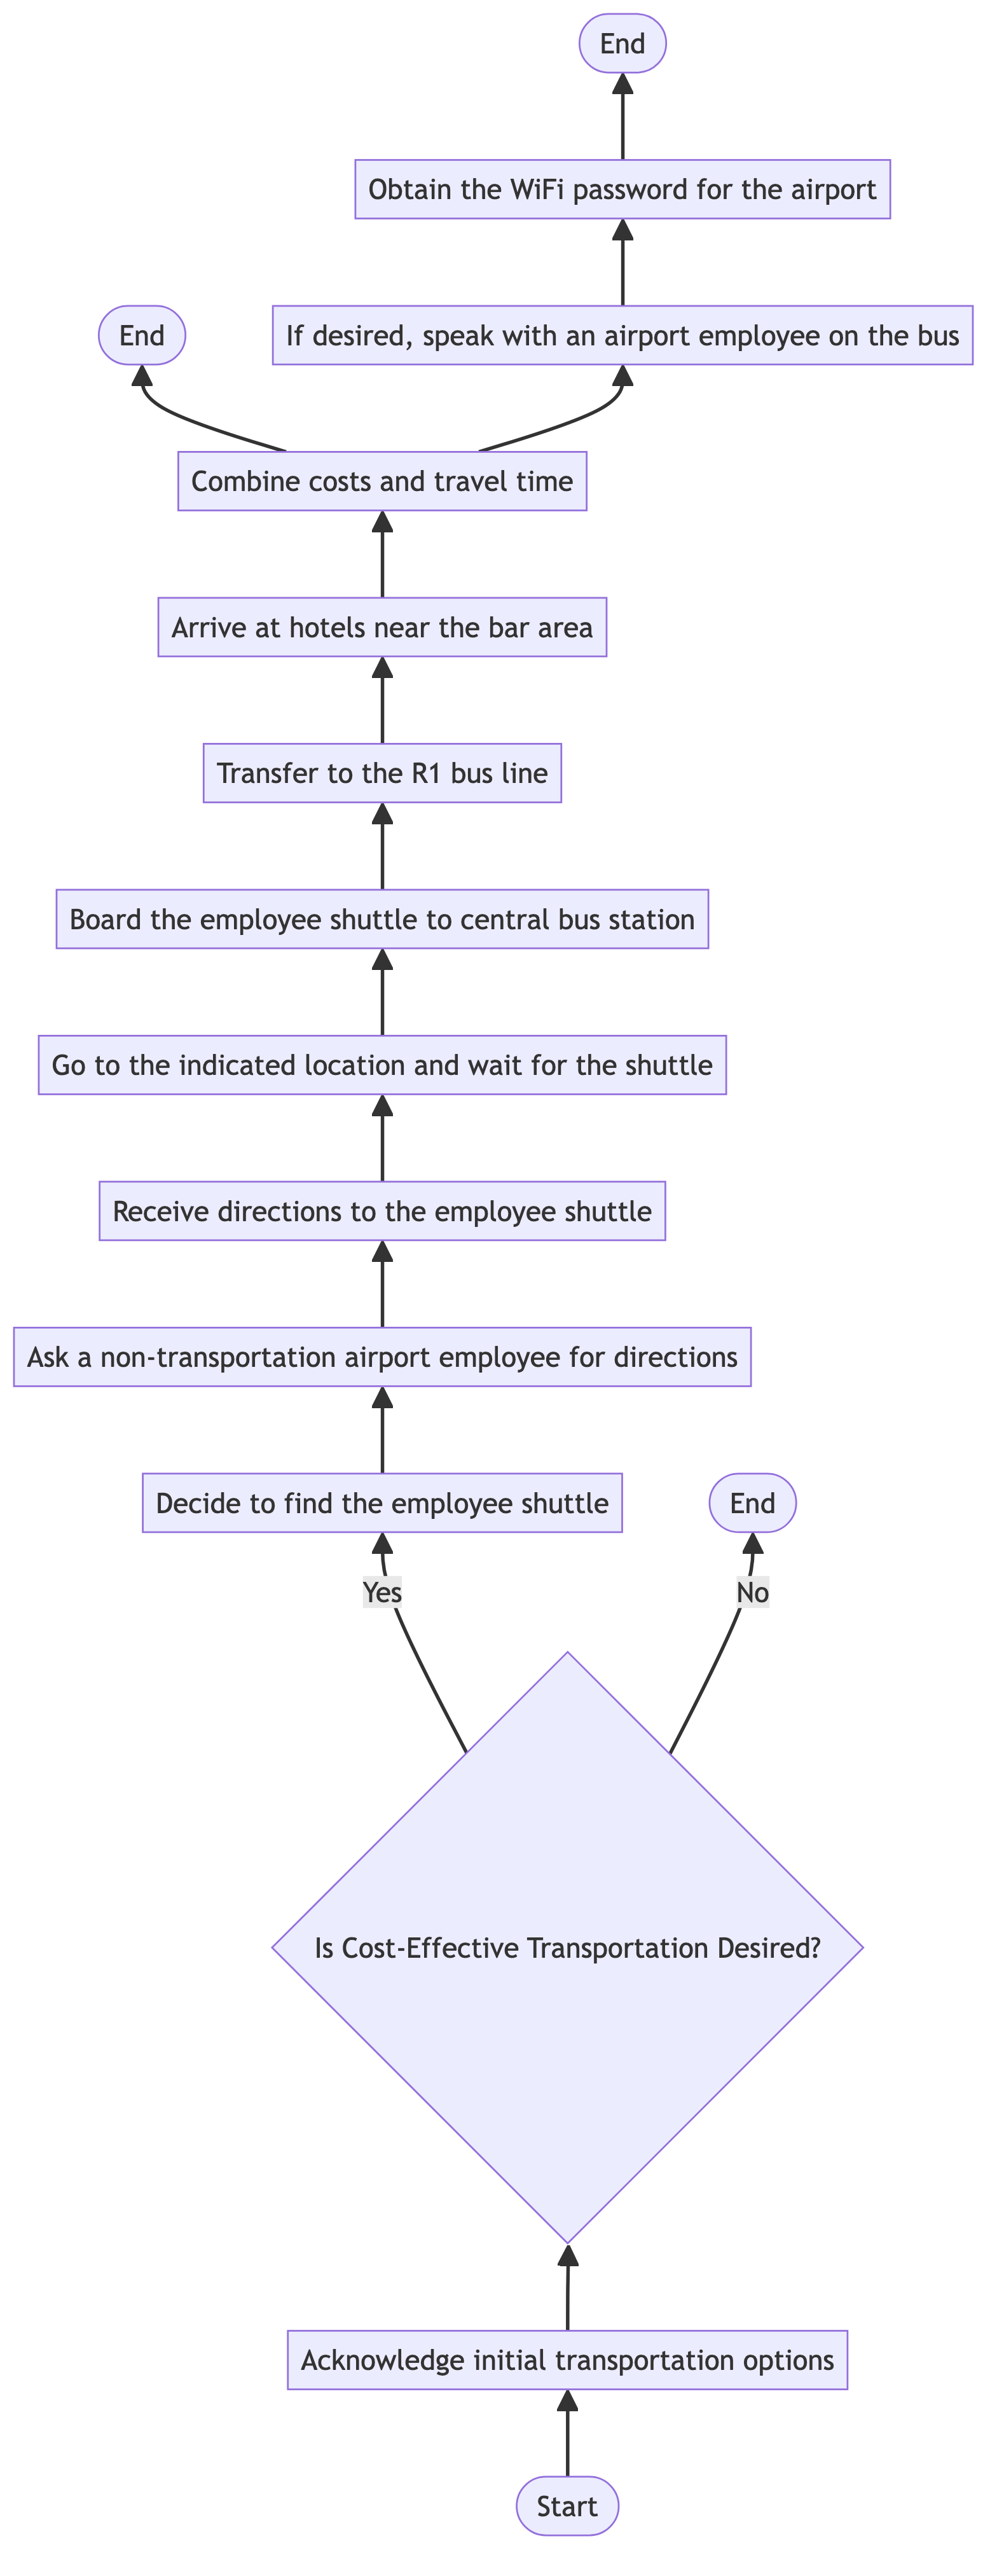 End
Obtain the WiFi password for the airport
End
If desired, speak with an airport employee on the bus
Combine costs and travel time
Arrive at hotels near the bar area
Transfer to the R1 bus line
Board the employee shuttle to central bus station
Go to the indicated location and wait for the shuttle
Receive directions to the employee shuttle
Ask a non-transportation airport employee for directions
Decide to find the employee shuttle
End
Yes
No
Is Cost-Effective Transportation Desired?
Acknowledge initial transportation options
Start